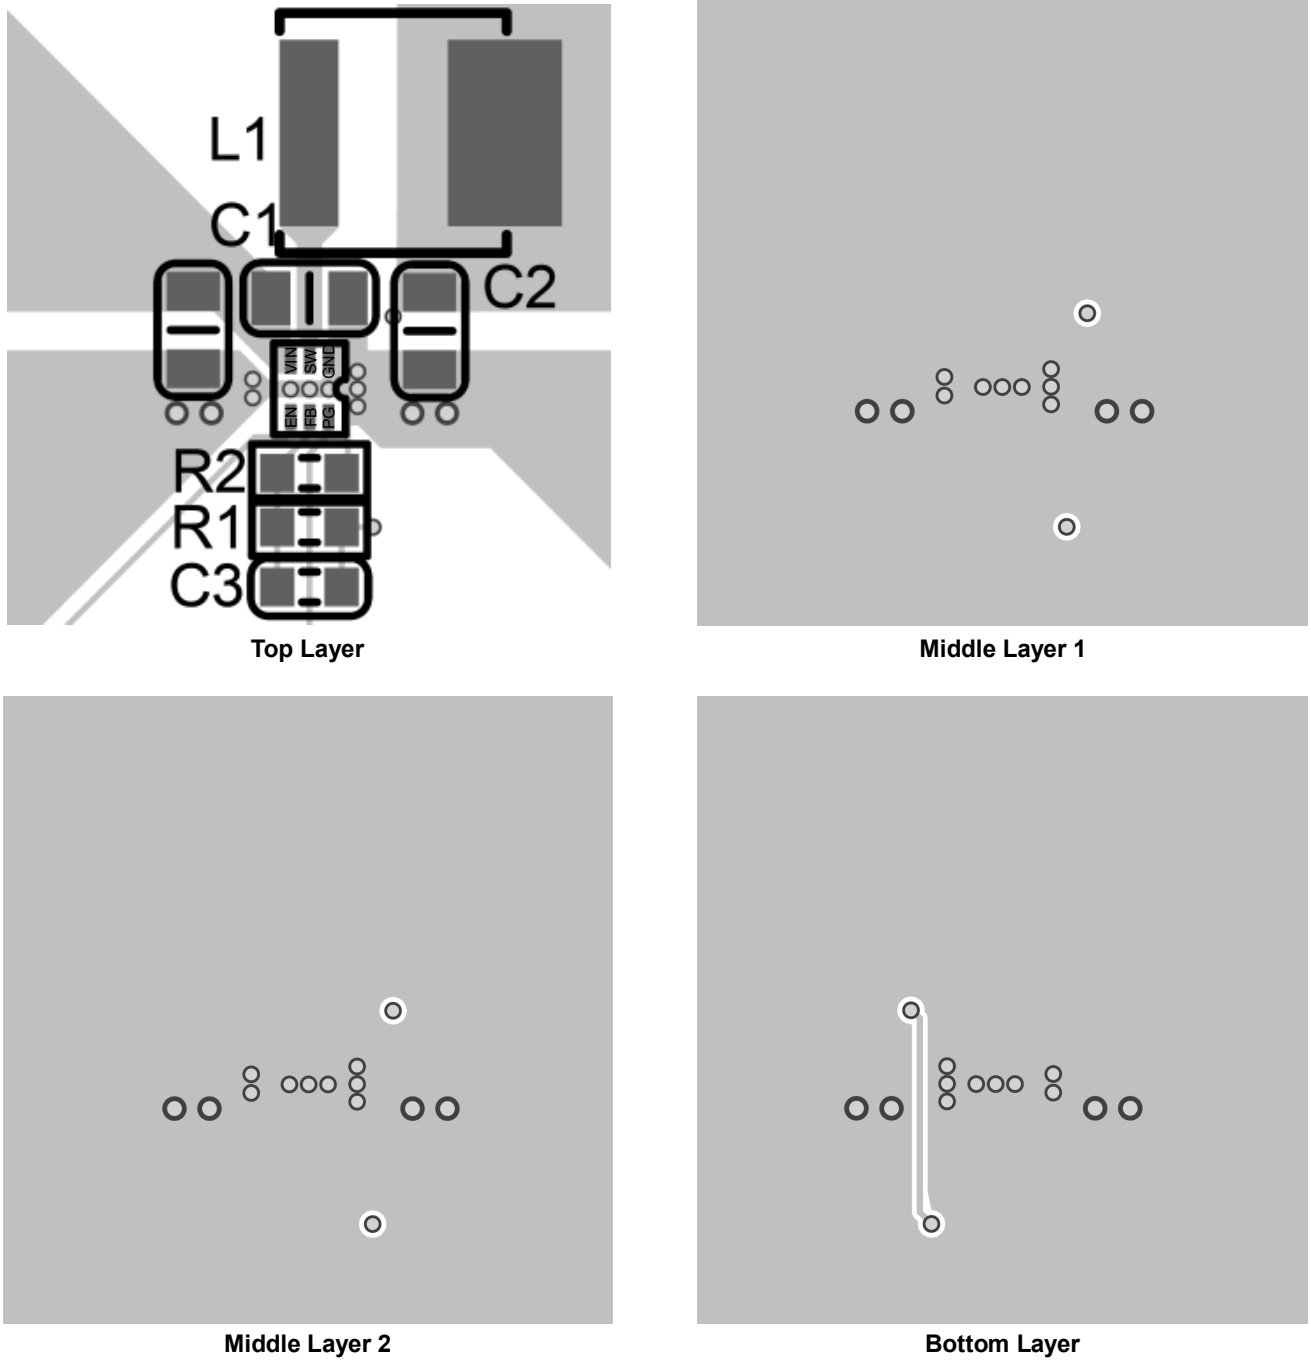 L1
C1
C2
VIN SW GND
EN FB PG
R2
R1
C3
Top Layer
Middle Layer 1
Middle Layer 2
Bottom Layer